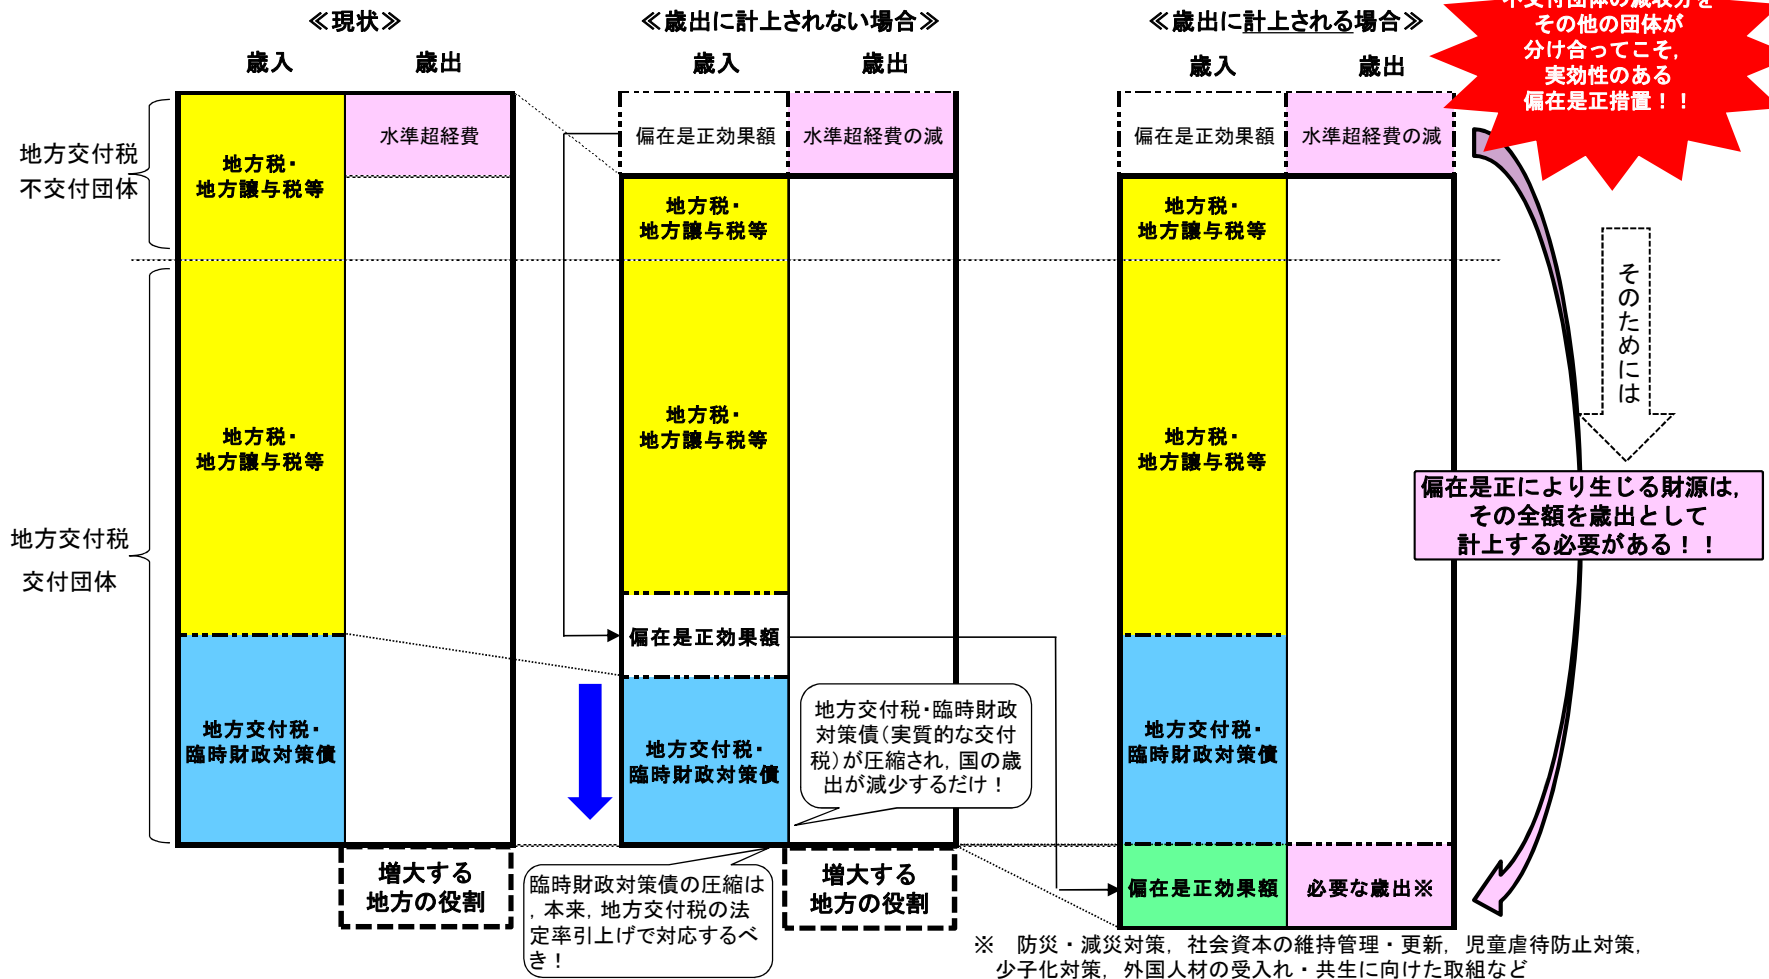 ≪現状≫
歳入
歳出
≪歳出に計上されない場合≫
歳入
歳出
≪歳出に計上される場合≫
歳入
歳出
不交付団体の減収分を
その他の団体が
分け合ってこそ，
実効性のある
偏在是正措置！！
地方交付税
不交付団体
地方交付税
交付団体
地方税・
地方譲与税等
水準超経費
地方税・
地方譲与税等
地方交付税・
臨時財政対策債
増大する
地方の役割
偏在是正効果額
水準超経費の減
地方税・
地方譲与税等
地方税・
地方譲与税等
偏在是正効果額
地方交付税・
臨時財政対策債
地方交付税・臨時財政
対策債（実質的な交付
税）が圧縮され，国の歳
出が減少するだけ！
臨時財政対策債の圧縮は
，本来，地方交付税の法
定率引上げで対応するべ
き！
増大する
地方の役割
偏在是正効果額
水準超経費の減
地方税・
地方譲与税等
地方税・
地方譲与税等
地方交付税・
臨時財政対策債
偏在是正効果額
必要な歳出※
そのためには
偏在是正により生じる財源は，
その全額を歳出として
計上する必要がある！！
※　防災・減災対策，社会資本の維持管理・更新，児童虐待防止対策，
少子化対策，外国人材の受入れ・共生に向けた取組など